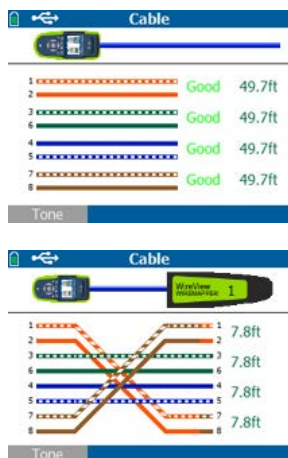 Cable
1 Good 49.7ft
2
3 Good 49.7ft
6
4 Good 49.7ft
5
7 Good 49.7ft
8
Tone
Cable
WireView
WIREMAPPER 1
1 1 7.8ft
2 2
3 3 7.8ft
6 6
4 4 7.8ft
5 5
7 7 7.8ft
8 8
Tone